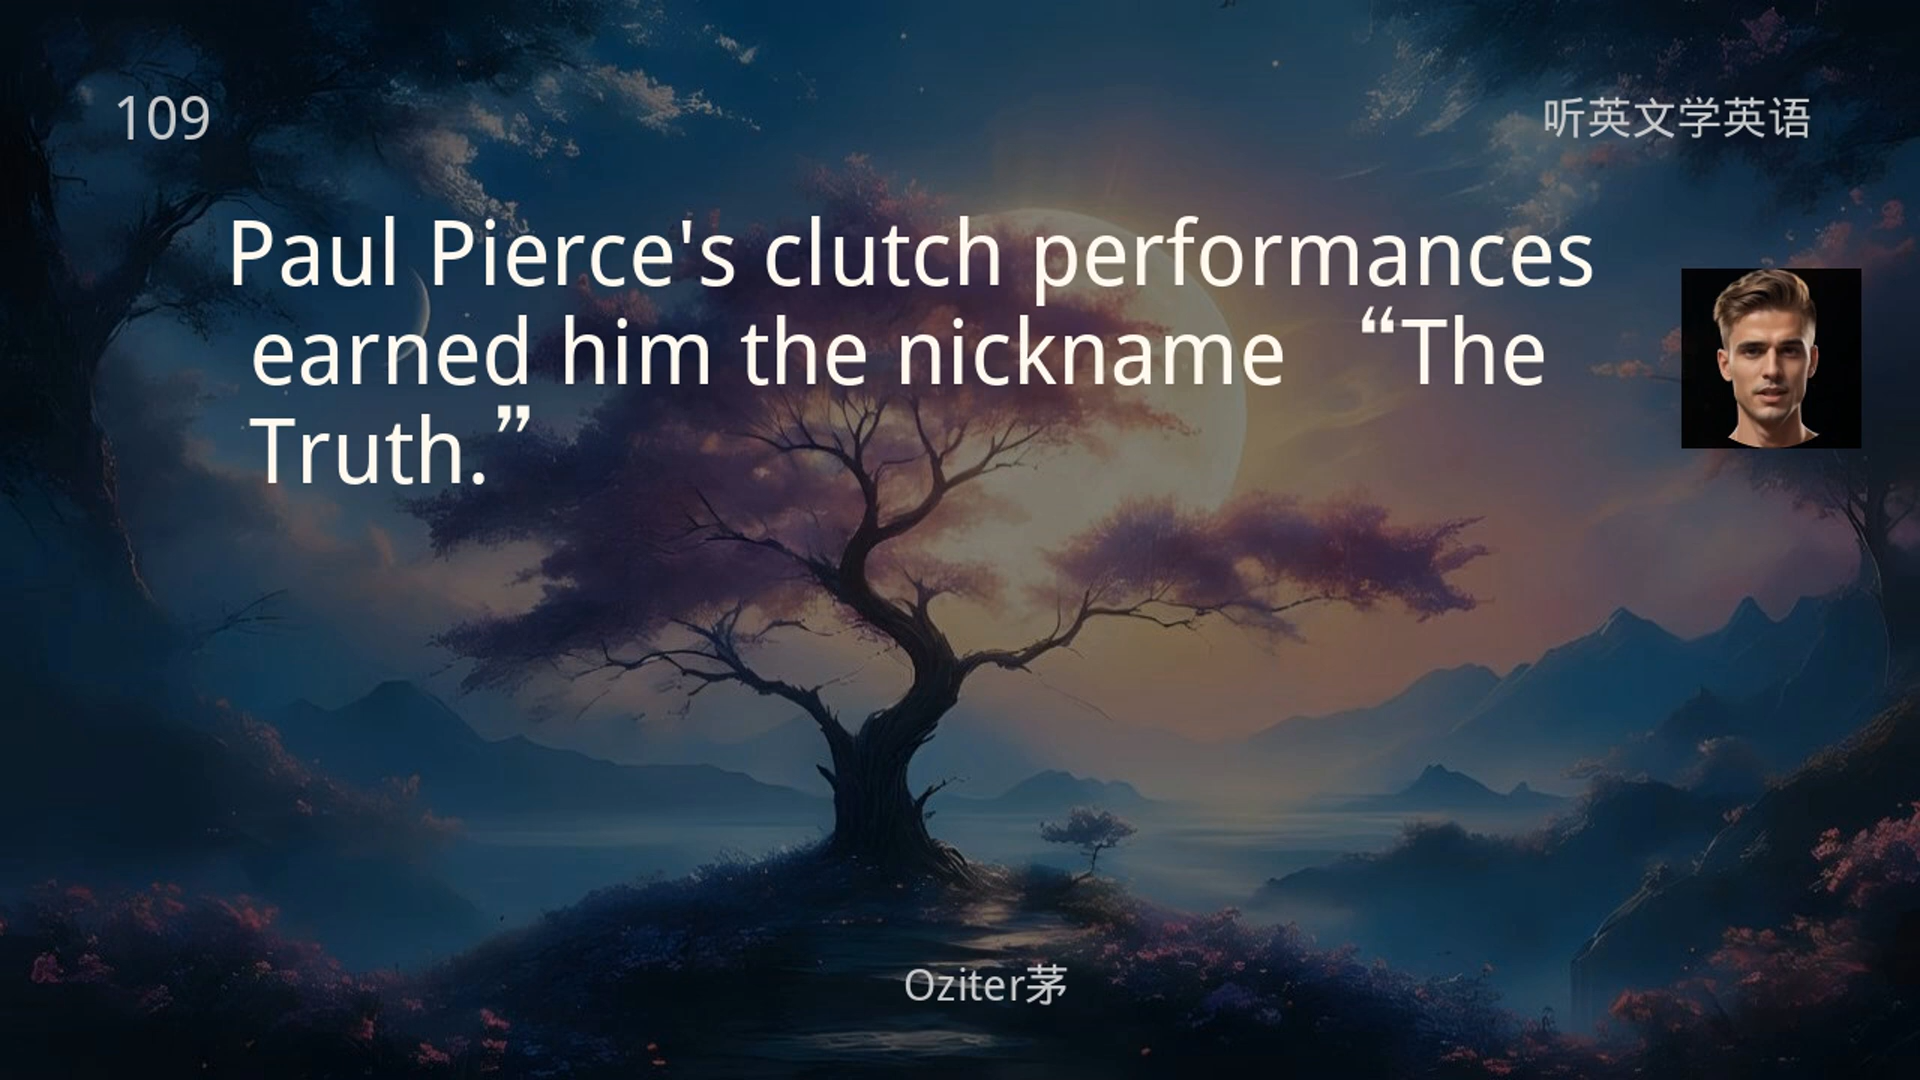 109
听英文学英语
Paul Pierce's clutch performances
earned him the nickname “The
Truth.”
Oziter茅